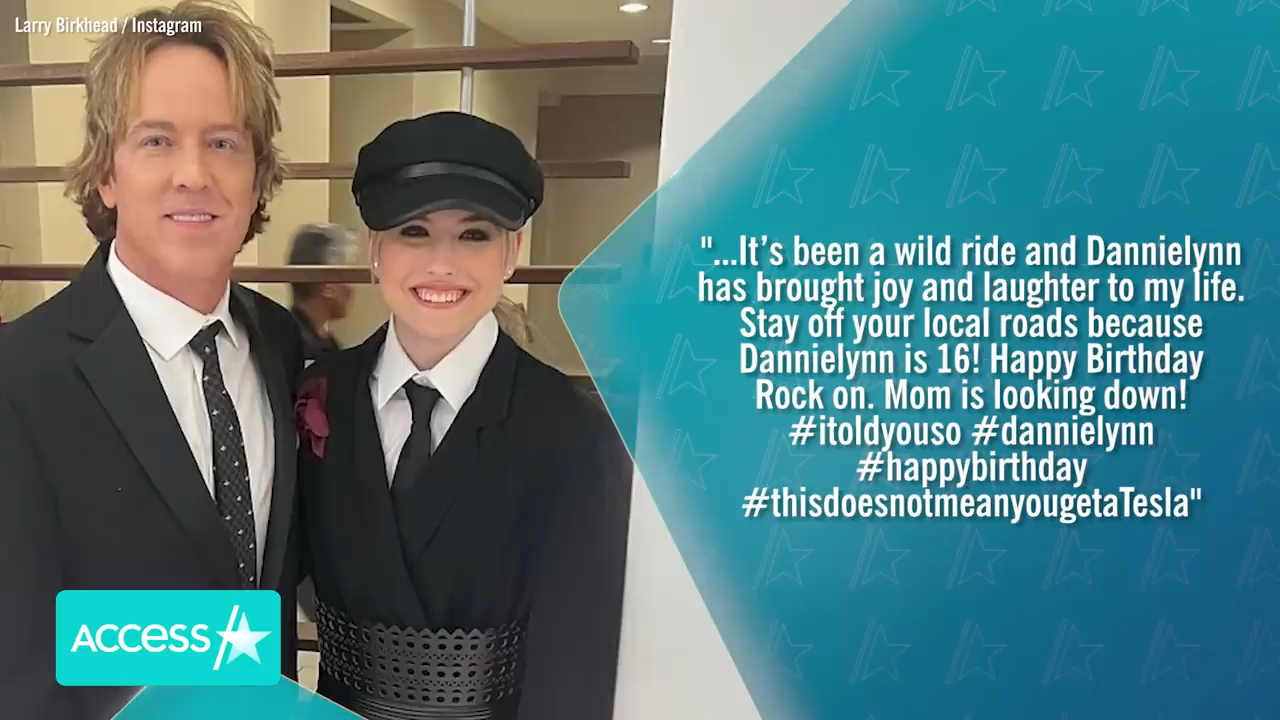 Larry Birkhead / Instagram
"...It’s been a wild ride and Dannielynn
has brought joy and laughter to my life.
Stay off your local roads because
Dannielynn is 16! Happy Birthday
Rock on. Mom is looking down!
#itoldyouso #dannielynn
#happybirthday
#thisdoesnotmeanyougetaTesla"
ACCESS